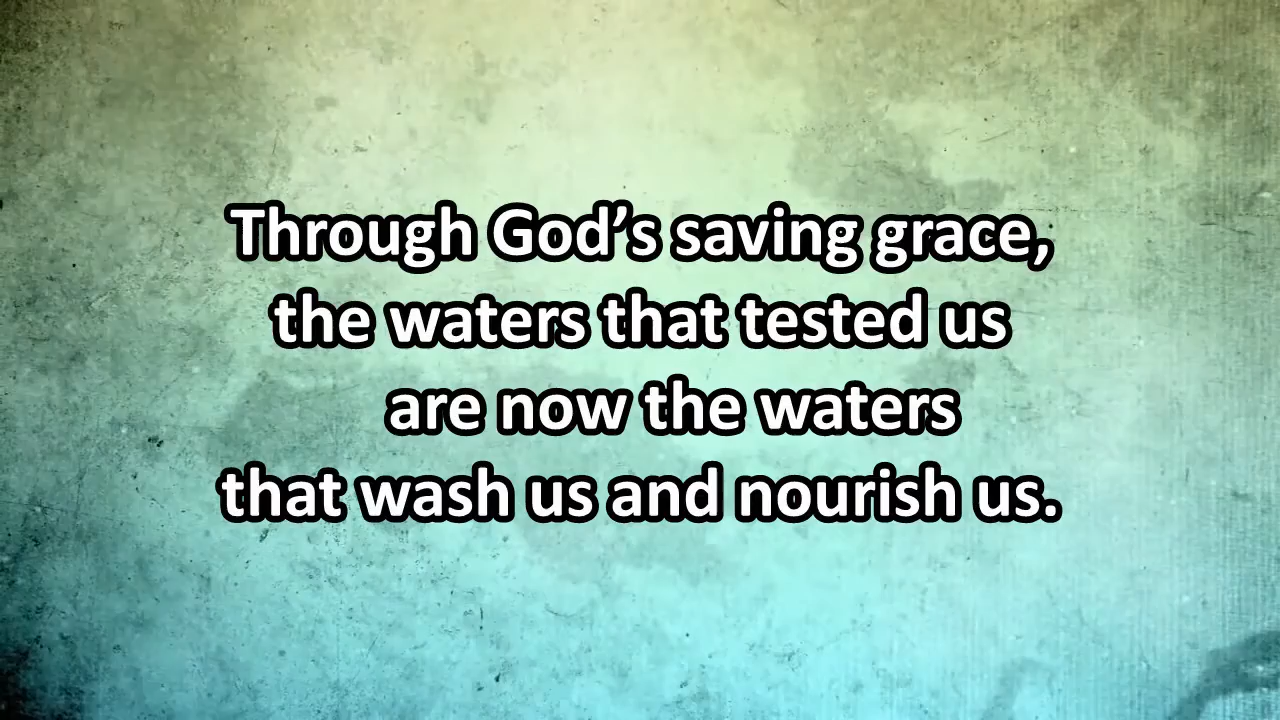 Through God’s saving grace,
the waters that tested us
are now the waters
that wash us and nourish us.